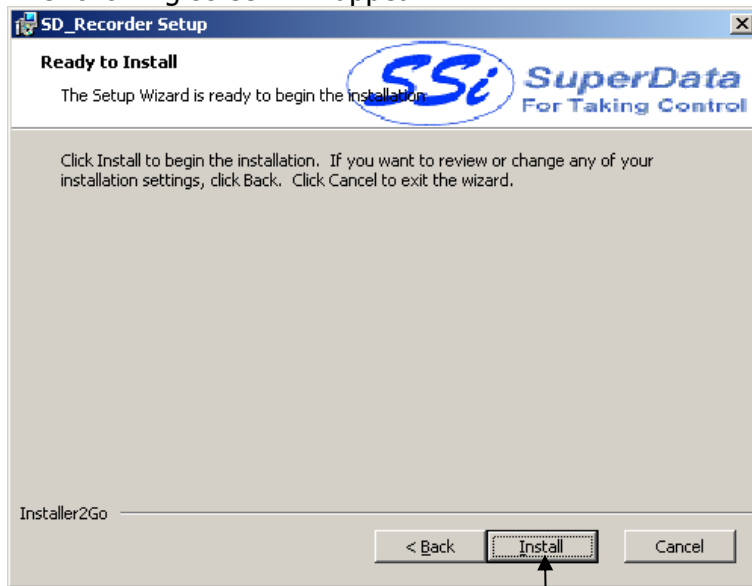 SD_Recorder Setup
Ready to Install
The Setup Wizard is ready to begin the installation
SSi
SuperData
For Taking Control
Click Install to begin the installation. If you want to review or change any of your
installation settings, click Back. Click Cancel to exit the wizard.
Installer2Go
< Back Install Cancel